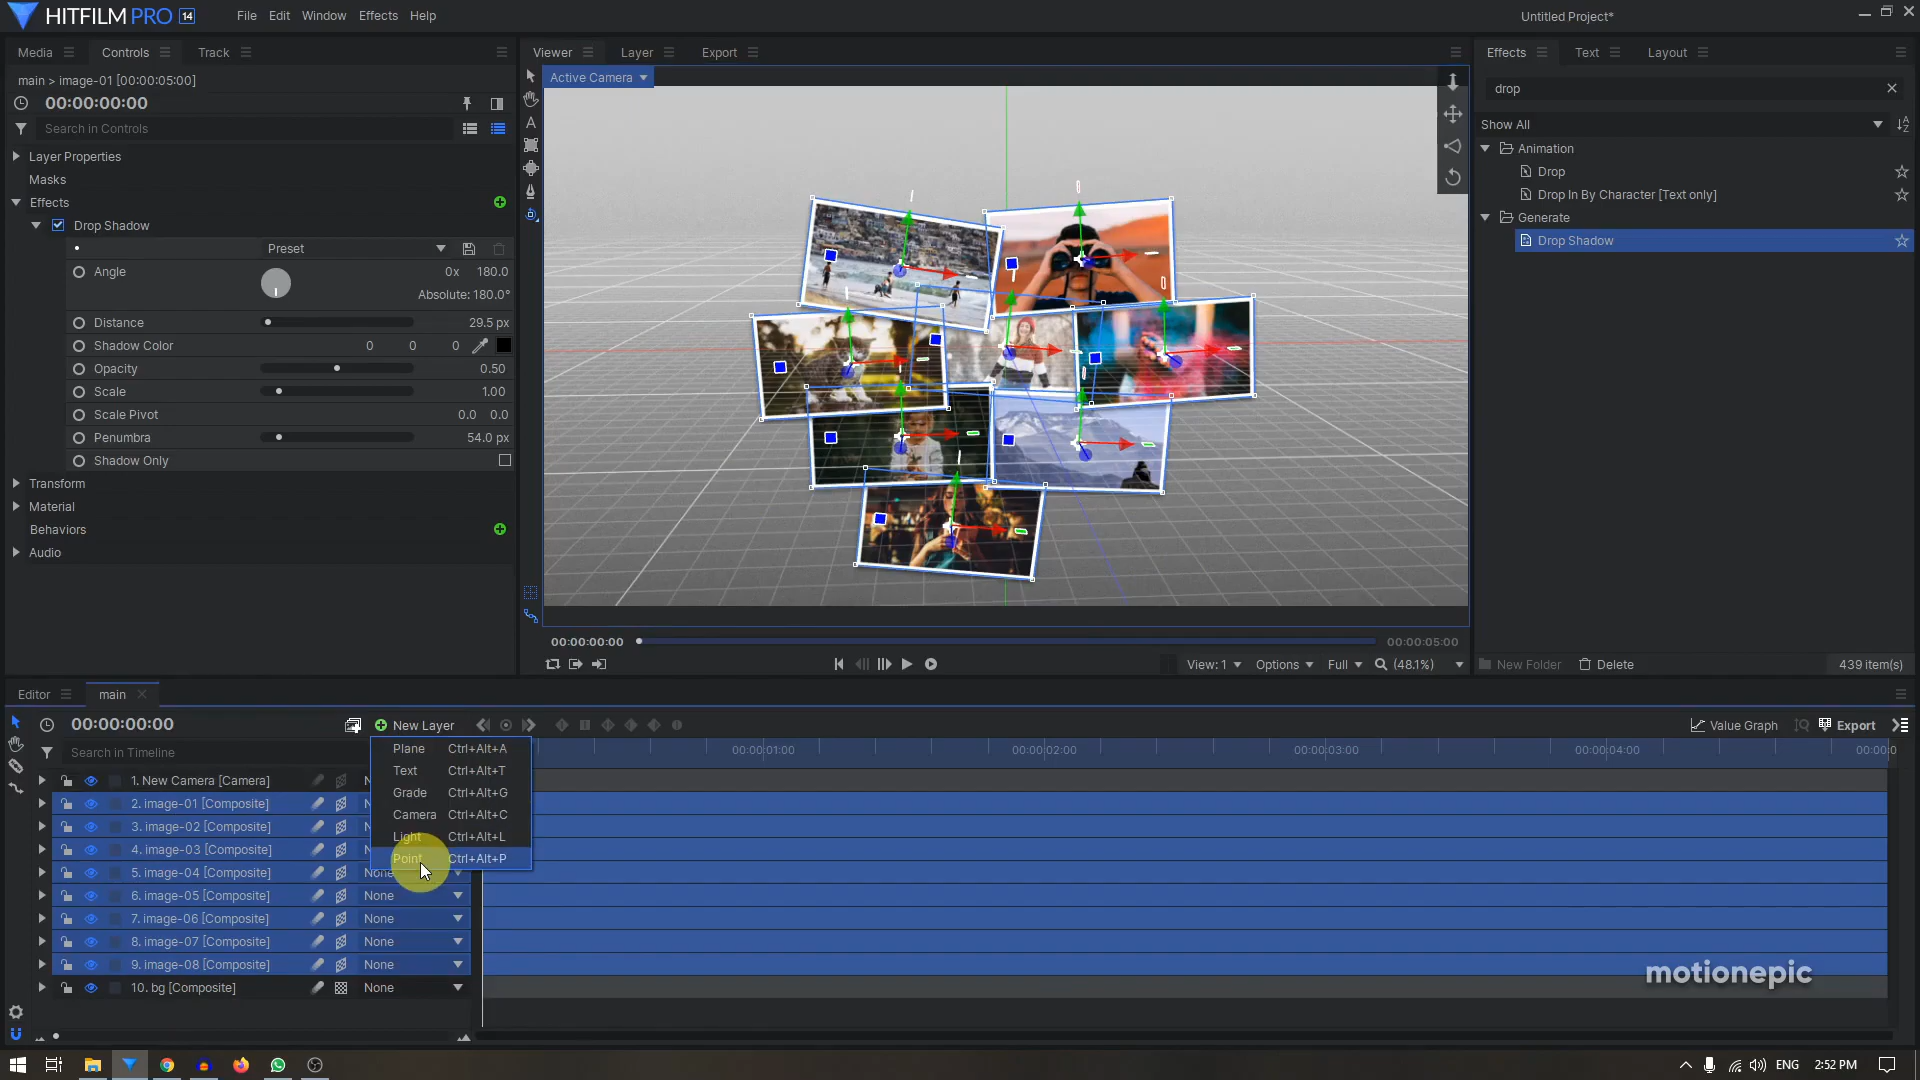 HITFILM PRO 14
File Edit Window Effects Help
Untitled Project*
Media Controls Track
Viewer Layer Export
Effects Text Layout
main > image-01 [00:00:05:00]
Active Camera
00:00:00:00
drop
Search in Controls
Show All
Layer Properties
Animation
Masks
Drop
Effects
Drop In By Character [Text only]
Drop Shadow
Generate
Preset
Drop Shadow
Angle 0x 180.0
Absolute: 180.0°
Distance 29.5 px
Shadow Color 0 0 0
Opacity 0.50
Scale 1.00
Scale Pivot 0.0 0.0
Penumbra 54.0 px
Shadow Only
Transform
Material
Behaviors
Audio
00:00:00:00 00:00:05:00
View: 1 Options Full (48.1%)
New Folder Delete 439 item(s)
Editor main
00:00:00:00 New Layer Value Graph Export
Search in Timeline
Plane Ctrl+Alt+A
Text Ctrl+Alt+T
Grade Ctrl+Alt+G
Camera Ctrl+Alt+C
Light Ctrl+Alt+L
Point Ctrl+Alt+P
00:00:01:00 00:00:02:00 00:00:03:00 00:00:04:00 00:00:0
1. New Camera [Camera]
2. image-01 [Composite]
3. image-02 [Composite]
4. image-03 [Composite]
5. image-04 [Composite] None
6. image-05 [Composite] None
7. image-06 [Composite] None
8. image-07 [Composite] None
9. image-08 [Composite] None
10. bg [Composite] None
motionepic
ENG 2:52 PM